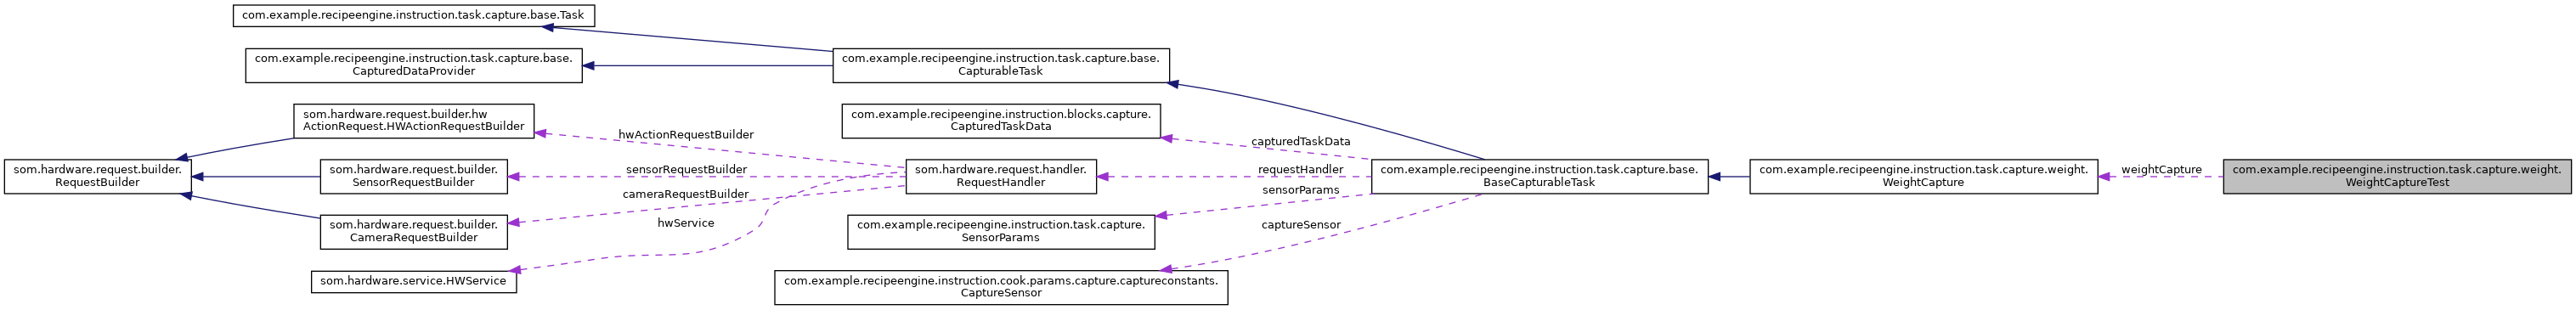 com.example.recipeengine.instruction.task.capture.base.Task
com.example.recipeengine.instruction.task.capture.base.
CapturedDataProvider
com.example.recipeengine.instruction.task.capture.base.
CapturableTask
som.hardware.request.builder.hw
ActionRequest.HWActionRequestBuilder
hwActionRequestBuilder
com.example.recipeengine.instruction.blocks.capture.
CapturedTaskData
capturedTaskData
som.hardware.request.builder.
RequestBuilder
som.hardware.request.builder.
SensorRequestBuilder
sensorRequestBuilder
som.hardware.request.handler.
RequestHandler
requestHandler
com.example.recipeengine.instruction.task.capture.base.
BaseCapturableTask
com.example.recipeengine.instruction.task.capture.weight.
WeightCapture
weightCapture
com.example.recipeengine.instruction.task.capture.weight.
WeightCaptureTest
cameraRequestBuilder
sensorParams
som.hardware.request.builder.
CameraRequestBuilder
hwService
com.example.recipeengine.instruction.task.capture.
SensorParams
captureSensor
som.hardware.service.HWService
com.example.recipeengine.instruction.cook.params.capture.captureconstants.
CaptureSensor